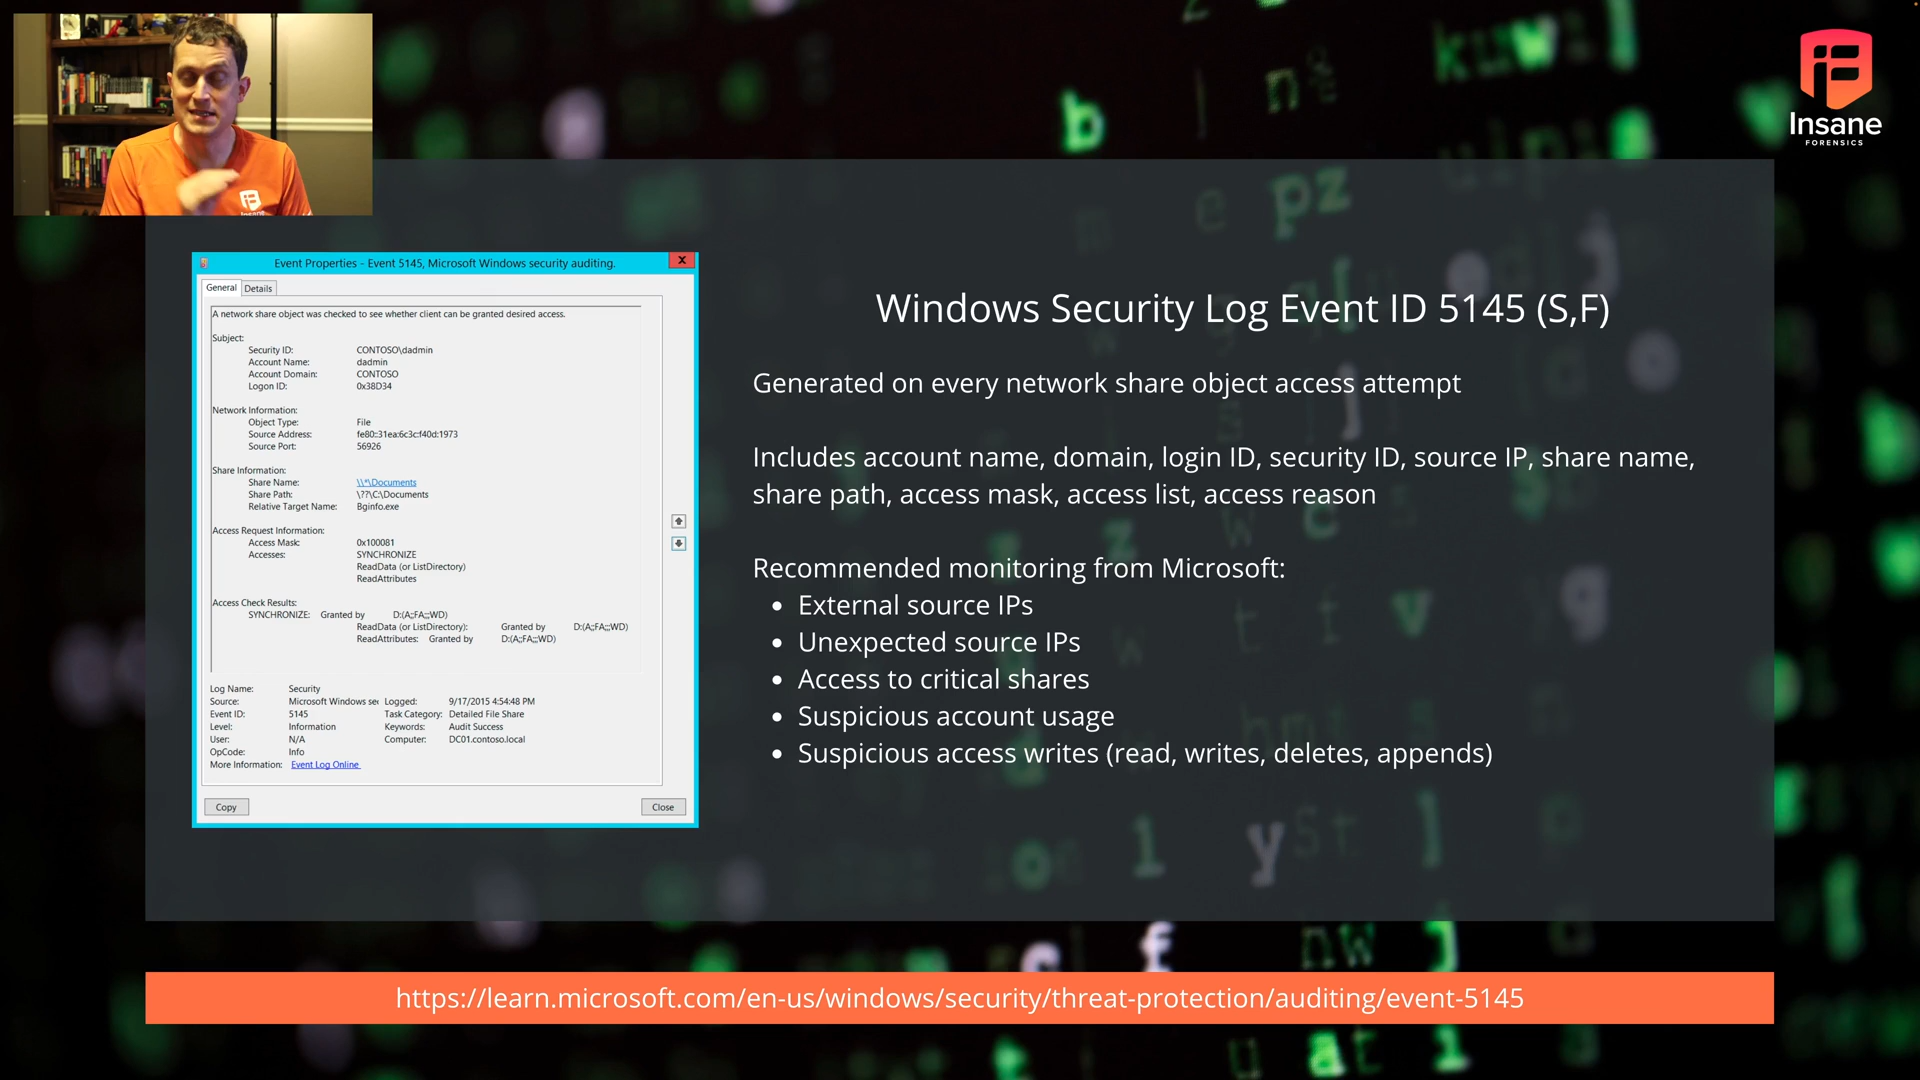 Insane
FORENSICS
Insane
Event Properties - Event 5145, Microsoft Windows security auditing.
General Details
A network share object was checked to see whether client can be granted desired access.
Subject:
Security ID: CONTOSO\dadmin
Account Name: dadmin
Account Domain: CONTOSO
Logon ID: 0x38D34
Network Information:
Object Type: File
Source Address: fe80::31ea:6c3c:f40d:1973
Source Port: 56926
Share Information:
Share Name: \\*\Documents
Share Path: \??\C:\Documents
Relative Target Name: Bginfo.exe
Access Request Information:
Access Mask: 0x100081
Accesses: SYNCHRONIZE
ReadData (or ListDirectory)
ReadAttributes
Access Check Results:
SYNCHRONIZE: Granted by D:(A;;FA;;;WD)
ReadData (or ListDirectory): Granted by D:(A;;FA;;;WD)
ReadAttributes: Granted by D:(A;;FA;;;WD)
Log Name: Security
Source: Microsoft Windows sec Logged: 9/17/2015 4:54:48 PM
Event ID: 5145 Task Category: Detailed File Share
Level: Information Keywords: Audit Success
User: N/A Computer: DC01.contoso.local
OpCode: Info
More Information: Event Log Online
Copy Close
Windows Security Log Event ID 5145 (S,F)
Generated on every network share object access attempt
Includes account name, domain, login ID, security ID, source IP, share name,
share path, access mask, access list, access reason
Recommended monitoring from Microsoft:
• External source IPs
• Unexpected source IPs
• Access to critical shares
• Suspicious account usage
• Suspicious access writes (read, writes, deletes, appends)
https://learn.microsoft.com/en-us/windows/security/threat-protection/auditing/event-5145